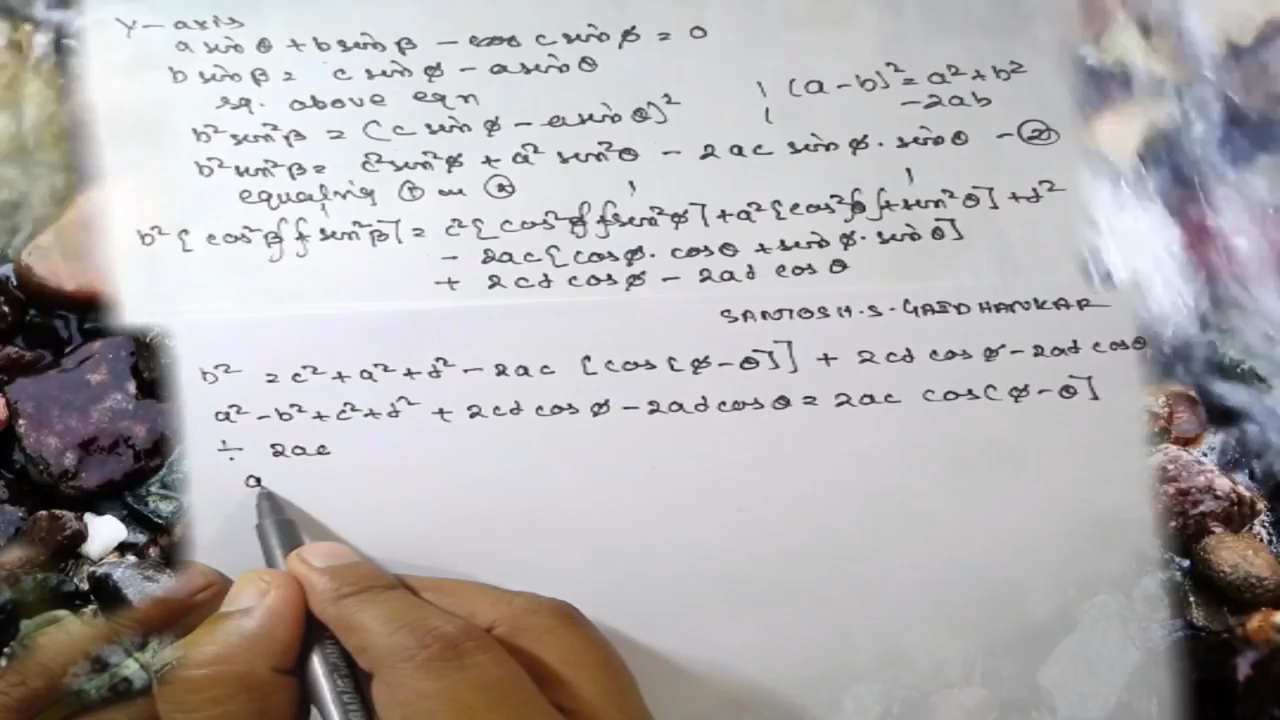 Y-axis
a sin θ + b sin β - cos c sin ϕ = 0
b sin β = c sin ϕ - a sin θ
sq. above eqn
(a-b)² = a² + b²
- 2ab
b² sin² β = (c sin ϕ - a sin θ)²
b² sin² β = c² sin² ϕ + a² sin² θ - 2ac sin ϕ · sin θ - ②
equating ① & ②
b² [cos² β + sin² β] = c² [cos² ϕ + sin² ϕ] + a² [cos² θ + sin² θ] + d²
- 2ac [cos ϕ · cos θ + sin ϕ · sin θ]
+ 2cd cos ϕ - 2ad cos θ
SANTOSH.S.GAIDHANKAR
b² = c² + a² + d² - 2ac [cos (ϕ - θ)] + 2cd cos ϕ - 2ad cos θ
a² - b² + c² + d² + 2cd cos ϕ - 2ad cos θ = 2ac cos (ϕ - θ)
÷ 2ac
a